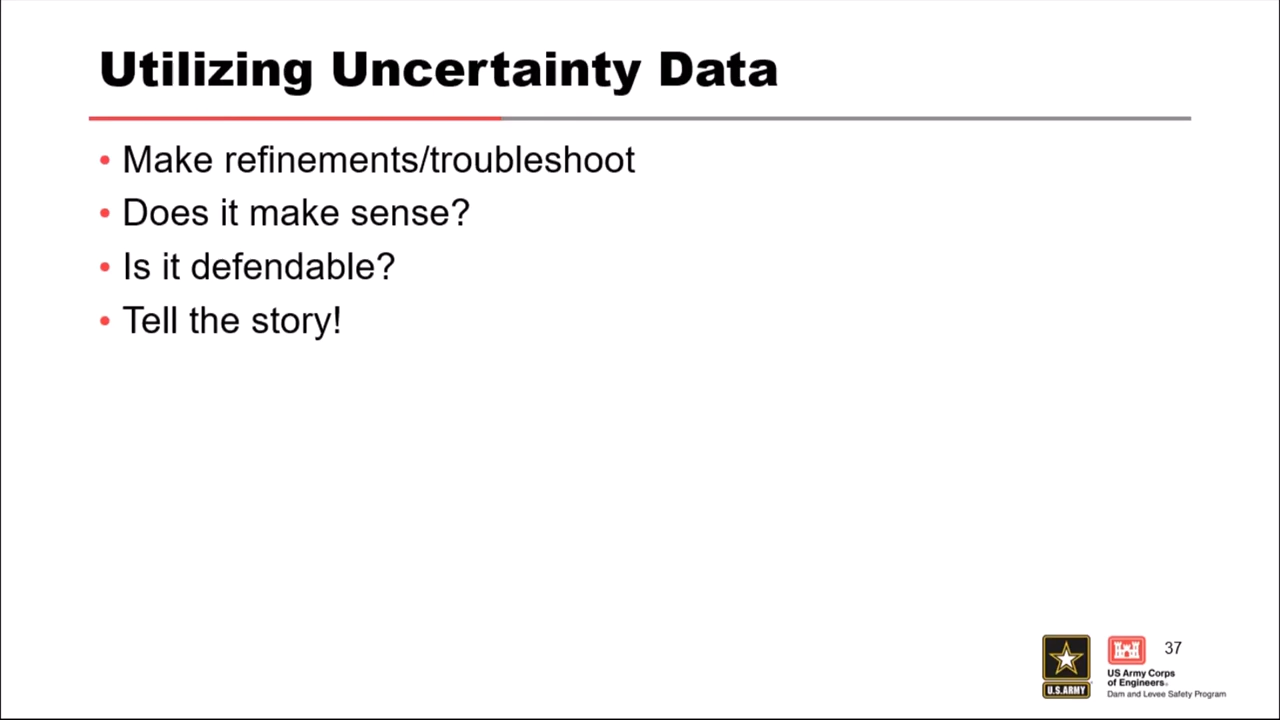 Utilizing Uncertainty Data
• Make refinements/troubleshoot
• Does it make sense?
• Is it defendable?
• Tell the story!
37
U.S.ARMY
US Army Corps
of Engineers®
Dam and Levee Safety Program